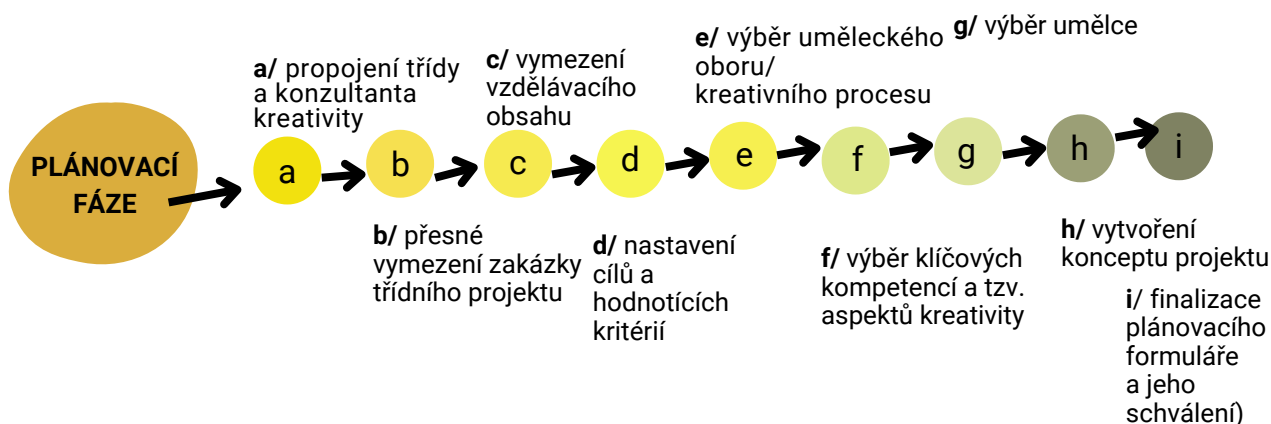 PLÁNOVACÍ
FÁZE
a/ propojení třídy
a konzultanta
kreativity
c/ vymezení
vzdělávacího
obsahu
e/ výběr uměleckého
oboru/
kreativního procesu
g/ výběr umělce
a
b
c
d
e
f
g
h
i
b/ přesné
vymezení zakázky
třídního projektu
d/ nastavení
cílů a
hodnotících
kritérií
f/ výběr klíčových
kompetencí a tzv.
aspektů kreativity
h/ vytvoření
konceptu projektu
i/ finalizace
plánovacího
formuláře
a jeho
schválení)